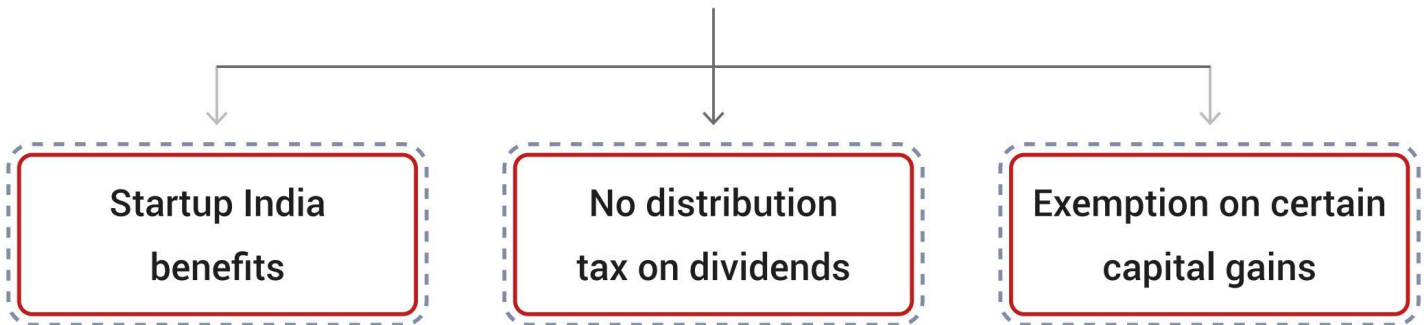 Startup India
benefits
No distribution
tax on dividends
Exemption on certain
capital gains